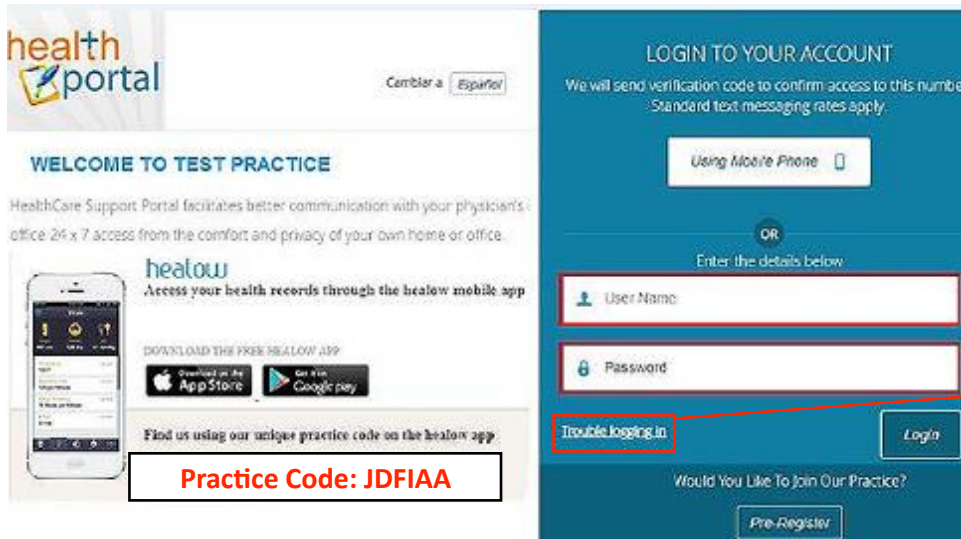 health
portal
Cambiar a Español
WELCOME TO TEST PRACTICE
HealthCare Support Portal facilitates better communication with your physician's
office 24 x 7 access from the comfort and privacy of your own home or office.
healow
Access your health records through the healow mobile app
DOWNLOAD THE FREE HEALOW APP
Download on the
App Store
Get it on
Google play
Find us using our unique practice code on the healow app
Practice Code: JDFIAA
LOGIN TO YOUR ACCOUNT
We will send verification code to confirm access to this numbe
Standard text messaging rates apply.
Using Mobile Phone
OR
Enter the details below
User Name
Password
Trouble logging in
Login
Would You Like To Join Our Practice?
Pre-Register